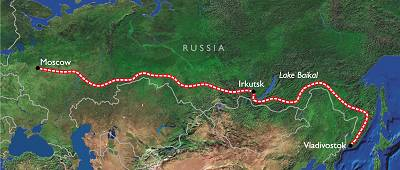 RUSSIA
Moscow
Lake Baikal
Irkutsk
Vladivostok